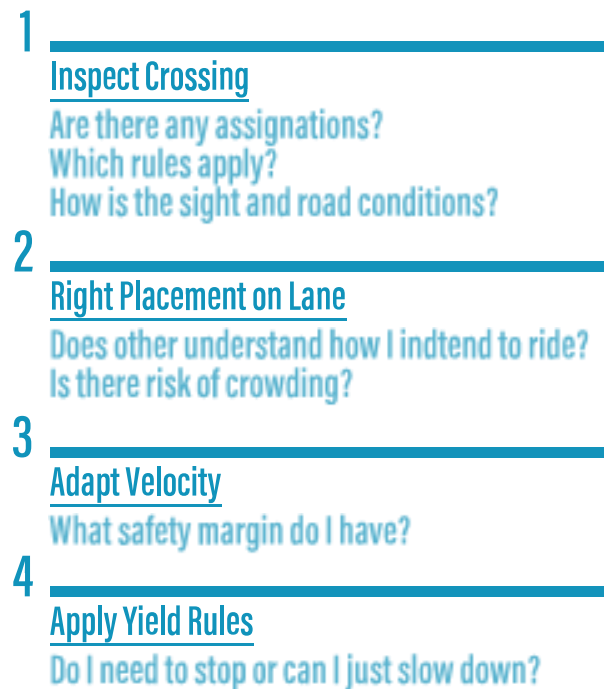 1
Inspect Crossing
Are there any assignations?
Which rules apply?
How is the sight and road conditions?
2
Right Placement on Lane
Does other understand how I indtend to ride?
Is there risk of crowding?
3
Adapt Velocity
What safety margin do I have?
4
Apply Yield Rules
Do I need to stop or can I just slow down?